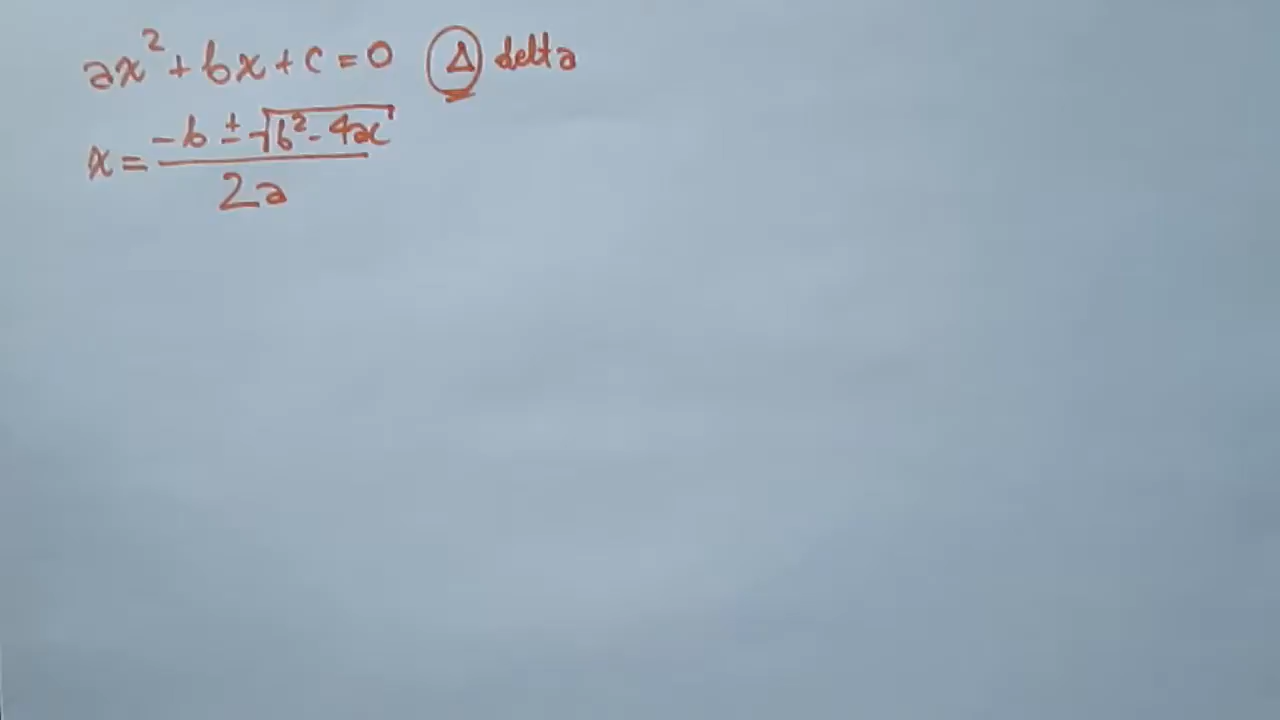 ax² + bx + c = 0 Δ delta
x = (-b ± √(b² - 4ac)) / 2a